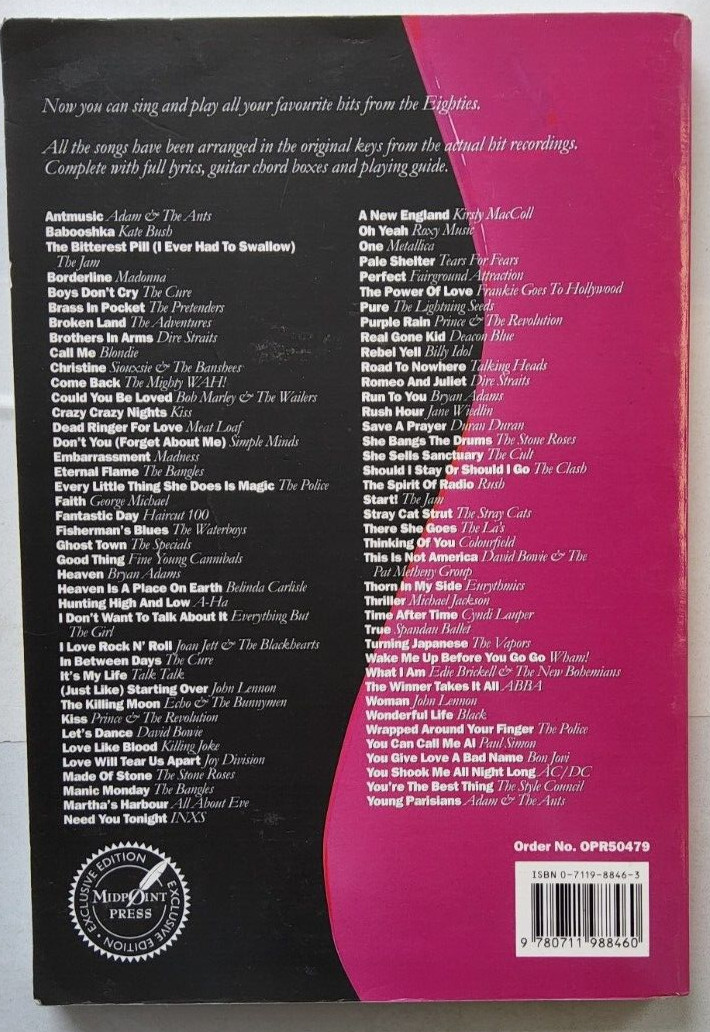 Now you can sing and play all your favourite hits from the Eighties.
All the songs have been arranged in the original keys from the actual hit recordings.
Complete with full lyrics, guitar chord boxes and playing guide.
Antmusic Adam & The Ants
Babooshka Kate Bush
The Bitterest Pill (I Ever Had To Swallow)
The Jam
Borderline Madonna
Boys Don't Cry The Cure
Brass In Pocket The Pretenders
Broken Land The Adventures
Brothers In Arms Dire Straits
Call Me Blondie
Christine Siouxsie & The Banshees
Come Back The Mighty WAH!
Could You Be Loved Bob Marley & The Wailers
Crazy Crazy Nights Kiss
Dead Ringer For Love Meat Loaf
Don't You (Forget About Me) Simple Minds
Embarrassment Madness
Eternal Flame The Bangles
Every Little Thing She Does Is Magic The Police
Faith George Michael
Fantastic Day Haircut 100
Fisherman's Blues The Waterboys
Ghost Town The Specials
Good Thing Fine Young Cannibals
Heaven Bryan Adams
Heaven Is A Place On Earth Belinda Carlisle
Hunting High And Low A-Ha
I Don't Want To Talk About It Everything But
The Girl
I Love Rock N' Roll Joan Jett & The Blackhearts
In Between Days The Cure
It's My Life Talk Talk
(Just Like) Starting Over John Lennon
The Killing Moon Echo & The Bunnymen
Kiss Prince & The Revolution
Let's Dance David Bowie
Love Like Blood Killing Joke
Love Will Tear Us Apart Joy Division
Made Of Stone The Stone Roses
Manic Monday The Bangles
Martha's Harbour All About Eve
Need You Tonight INXS
A New England Kirsty MacColl
Oh Yeah Roxy Music
One Metallica
Pale Shelter Tears For Fears
Perfect Fairground Attraction
The Power Of Love Frankie Goes To Hollywood
Pure The Lightning Seeds
Purple Rain Prince & The Revolution
Real Gone Kid Deacon Blue
Rebel Yell Billy Idol
Road To Nowhere Talking Heads
Romeo And Juliet Dire Straits
Run To You Bryan Adams
Rush Hour Jane Wiedlin
Save A Prayer Duran Duran
She Bangs The Drums The Stone Roses
She Sells Sanctuary The Cult
Should I Stay Or Should I Go The Clash
The Spirit Of Radio Rush
Start! The Jam
Stray Cat Strut The Stray Cats
There She Goes The La's
Thinking Of You Colourfield
This Is Not America David Bowie & The
Pat Metheny Group
Thorn In My Side Eurythmics
Thriller Michael Jackson
Time After Time Cyndi Lauper
True Spandau Ballet
Turning Japanese The Vapors
Wake Me Up Before You Go Go Wham!
What I Am Edie Brickell & The New Bohemians
The Winner Takes It All ABBA
Woman John Lennon
Wonderful Life Black
Wrapped Around Your Finger The Police
You Can Call Me Al Paul Simon
You Give Love A Bad Name Bon Jovi
You Shook Me All Night Long AC/DC
You're The Best Thing The Style Council
Young Parisians Adam & The Ants
EXCLUSIVE EDITION • EXCLUSIVE EDITION •
MIDPOINT
PRESS
Order No. OPR50479
ISBN 0-7119-8846-3
9 780711 988460